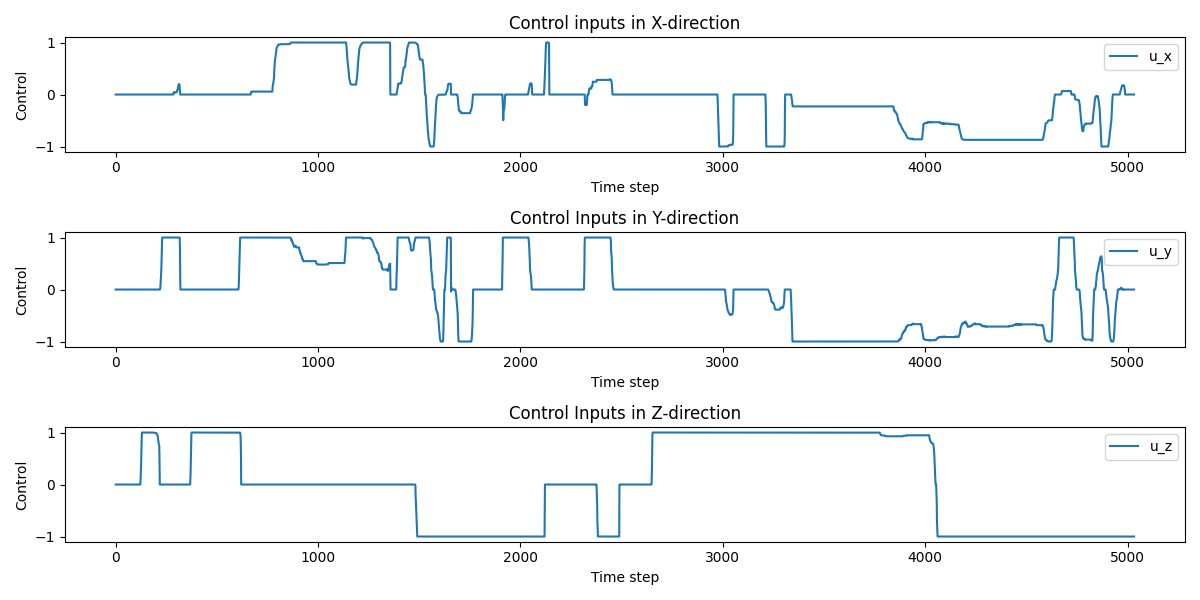 Control inputs in X-direction
1
0
−1
Control
u_x
0 1000 2000 3000 4000 5000
Time step
Control Inputs in Y-direction
1
0
−1
Control
u_y
0 1000 2000 3000 4000 5000
Time step
Control Inputs in Z-direction
1
0
−1
Control
u_z
0 1000 2000 3000 4000 5000
Time step